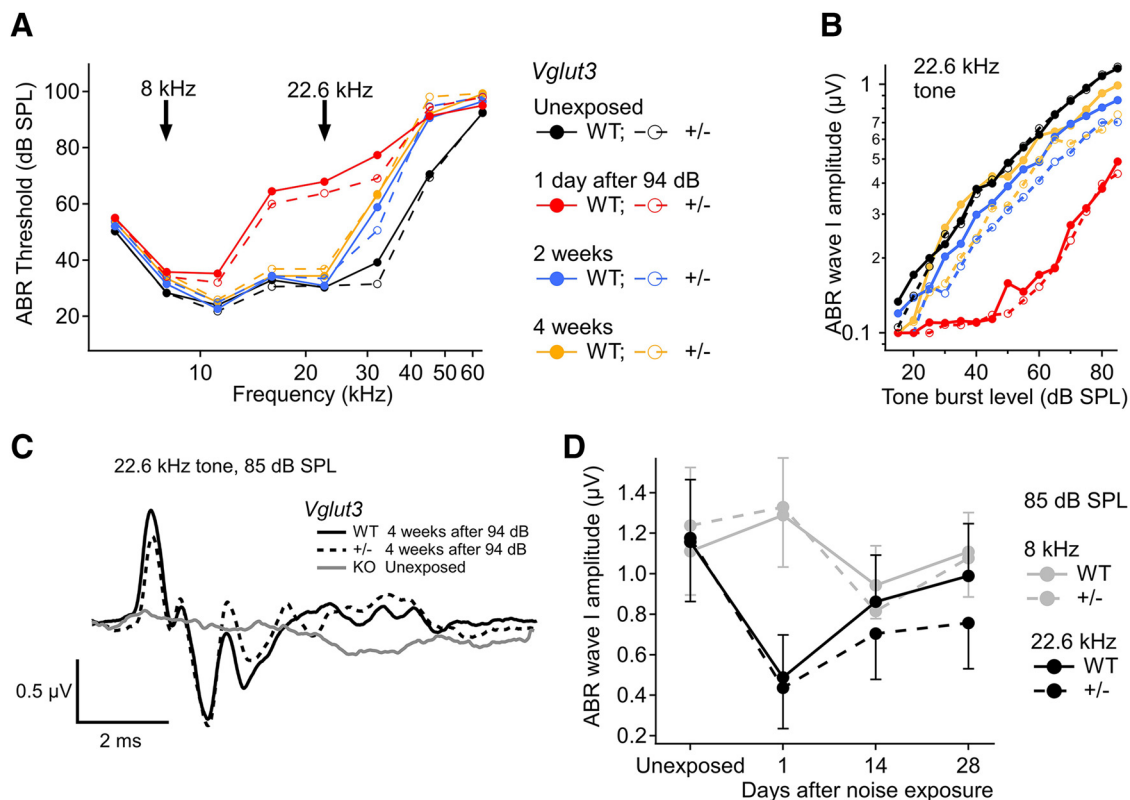 A
ABR Threshold (dB SPL)
100
80
60
40
20
8 kHz
22.6 kHz
10
20
30
40
50
60
Frequency (kHz)
Vglut3
Unexposed
WT; +/-
1 day after 94 dB
WT; +/-
2 weeks
WT; +/-
4 weeks
WT; +/-
B
22.6 kHz
tone
ABR wave I amplitude (µV)
1
7
6
5
4
3
2
0.1
20
40
60
80
Tone burst level (dB SPL)
C
22.6 kHz tone, 85 dB SPL
Vglut3
WT 4 weeks after 94 dB
+/- 4 weeks after 94 dB
KO Unexposed
0.5 µV
2 ms
D
ABR wave I amplitude (µV)
1.4
1.2
1.0
0.8
0.6
0.4
0.2
Unexposed
1
14
28
Days after noise exposure
85 dB SPL
8 kHz
WT
+/-
22.6 kHz
WT
+/-